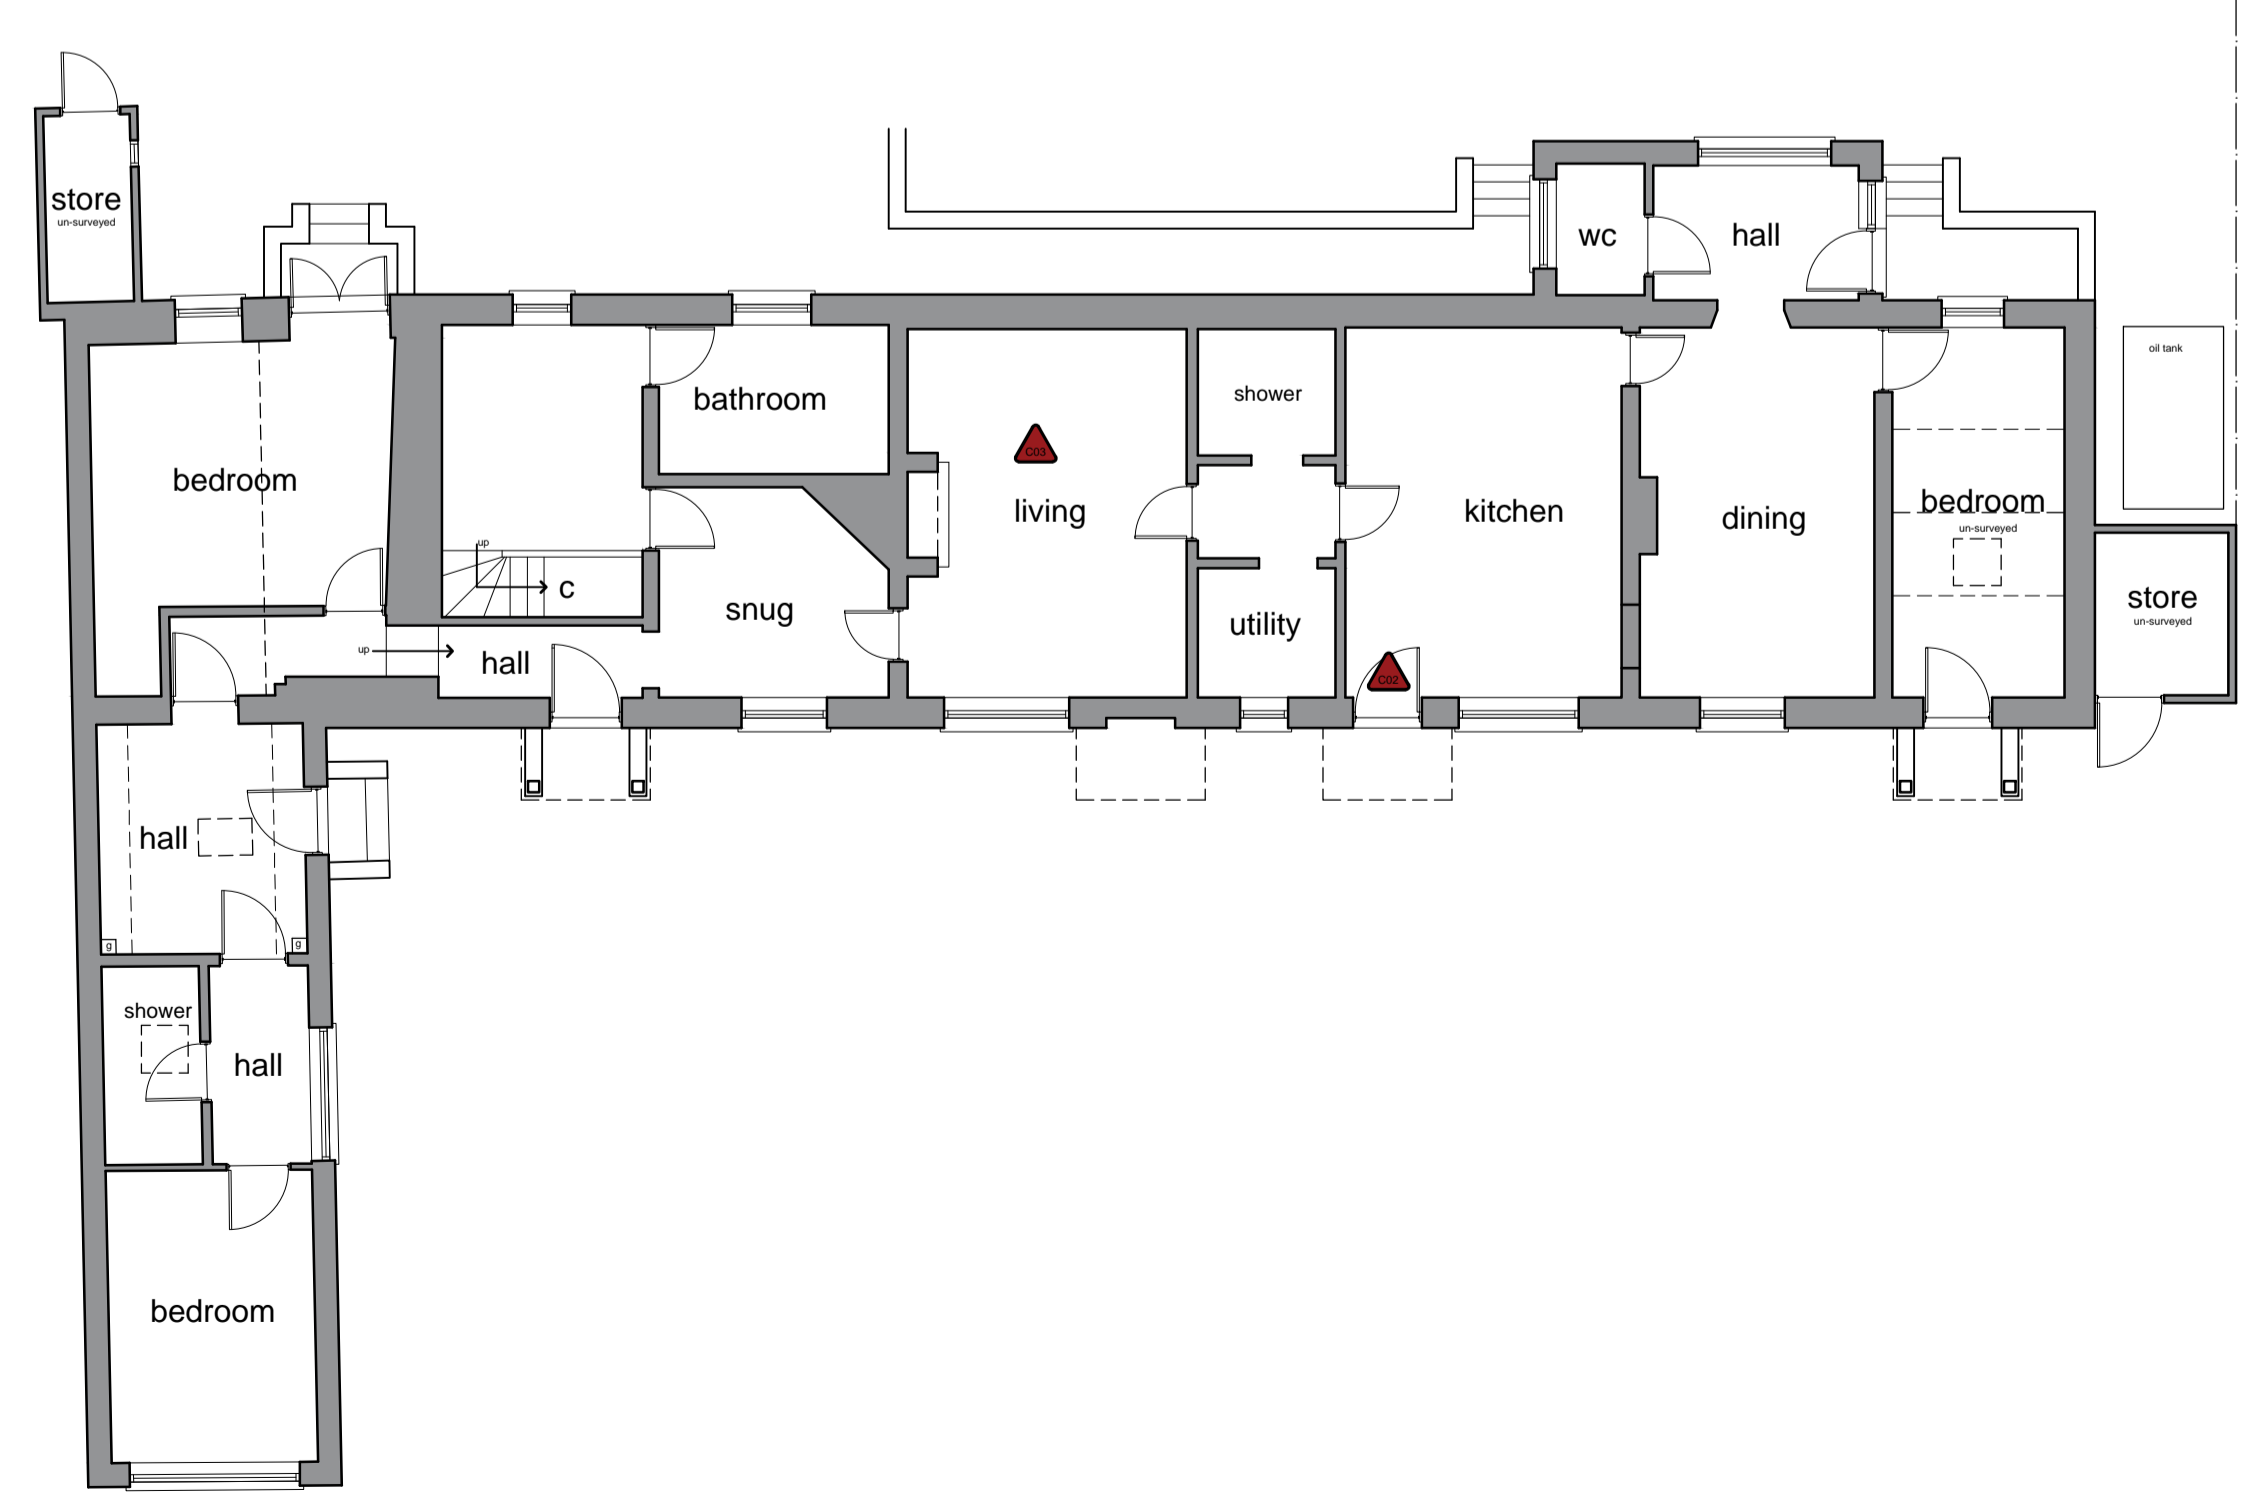 store
un-surveyed
wc
hall
oil tank
shower
bathroom
C03
bedroom
living
kitchen
dining
bedroom
un-surveyed
up
c
snug
utility
store
un-surveyed
up
hall
C02
hall
g
g
shower
hall
bedroom